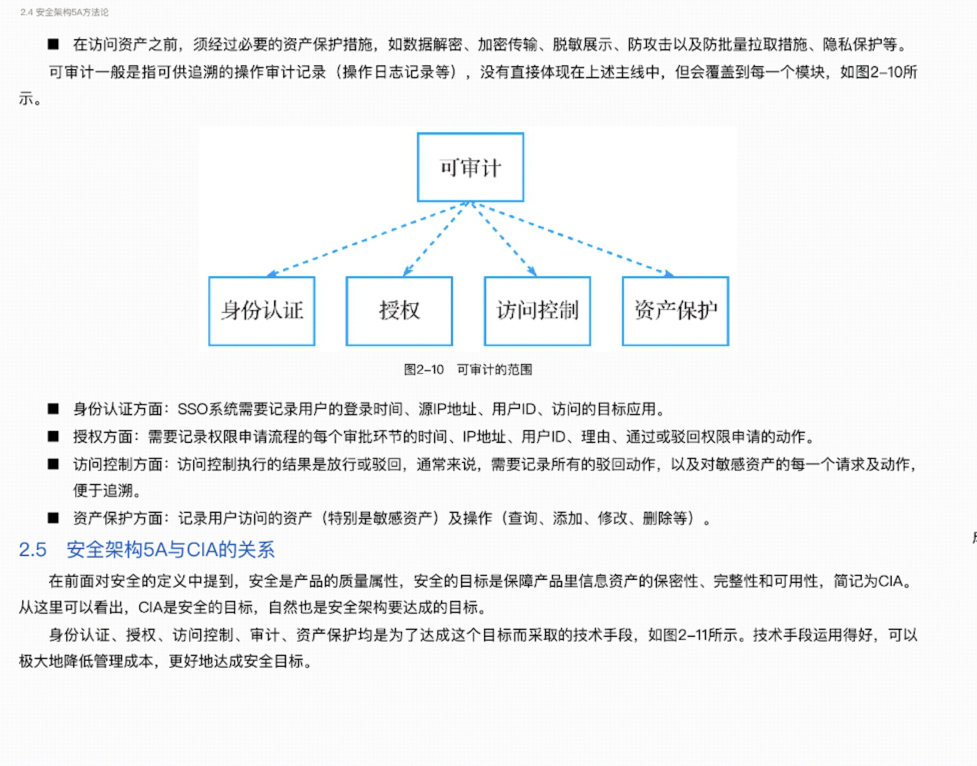 2.4 安全架构5A方法论
■ 在访问资产之前，须经过必要的资产保护措施，如数据解密、加密传输、脱敏展示、防攻击以及防批量拉取措施、隐私保护等。
可审计一般是指可供追溯的操作审计记录（操作日志记录等），没有直接体现在上述主线中，但会覆盖到每一个模块，如图2-10所
示。
可审计
身份认证
授权
访问控制
资产保护
图2-10 可审计的范围
■ 身份认证方面：SSO系统需要记录用户的登录时间、源IP地址、用户ID、访问的目标应用。
■ 授权方面：需要记录权限申请流程的每个审批环节的时间、IP地址、用户ID、理由、通过或驳回权限申请的动作。
■ 访问控制方面：访问控制执行的结果是放行或驳回，通常来说，需要记录所有的驳回动作，以及对敏感资产的每一个请求及动作，
便于追溯。
■ 资产保护方面：记录用户访问的资产（特别是敏感资产）及操作（查询、添加、修改、删除等）。
2.5 安全架构5A与CIA的关系
在前面对安全的定义中提到，安全是产品的质量属性，安全的目标是保障产品里信息资产的保密性、完整性和可用性，简记为CIA。
从这里可以看出，CIA是安全的目标，自然也是安全架构要达成的目标。
身份认证、授权、访问控制、审计、资产保护均是为了达成这个目标而采取的技术手段，如图2-11所示。技术手段运用得好，可以
极大地降低管理成本，更好地达成安全目标。